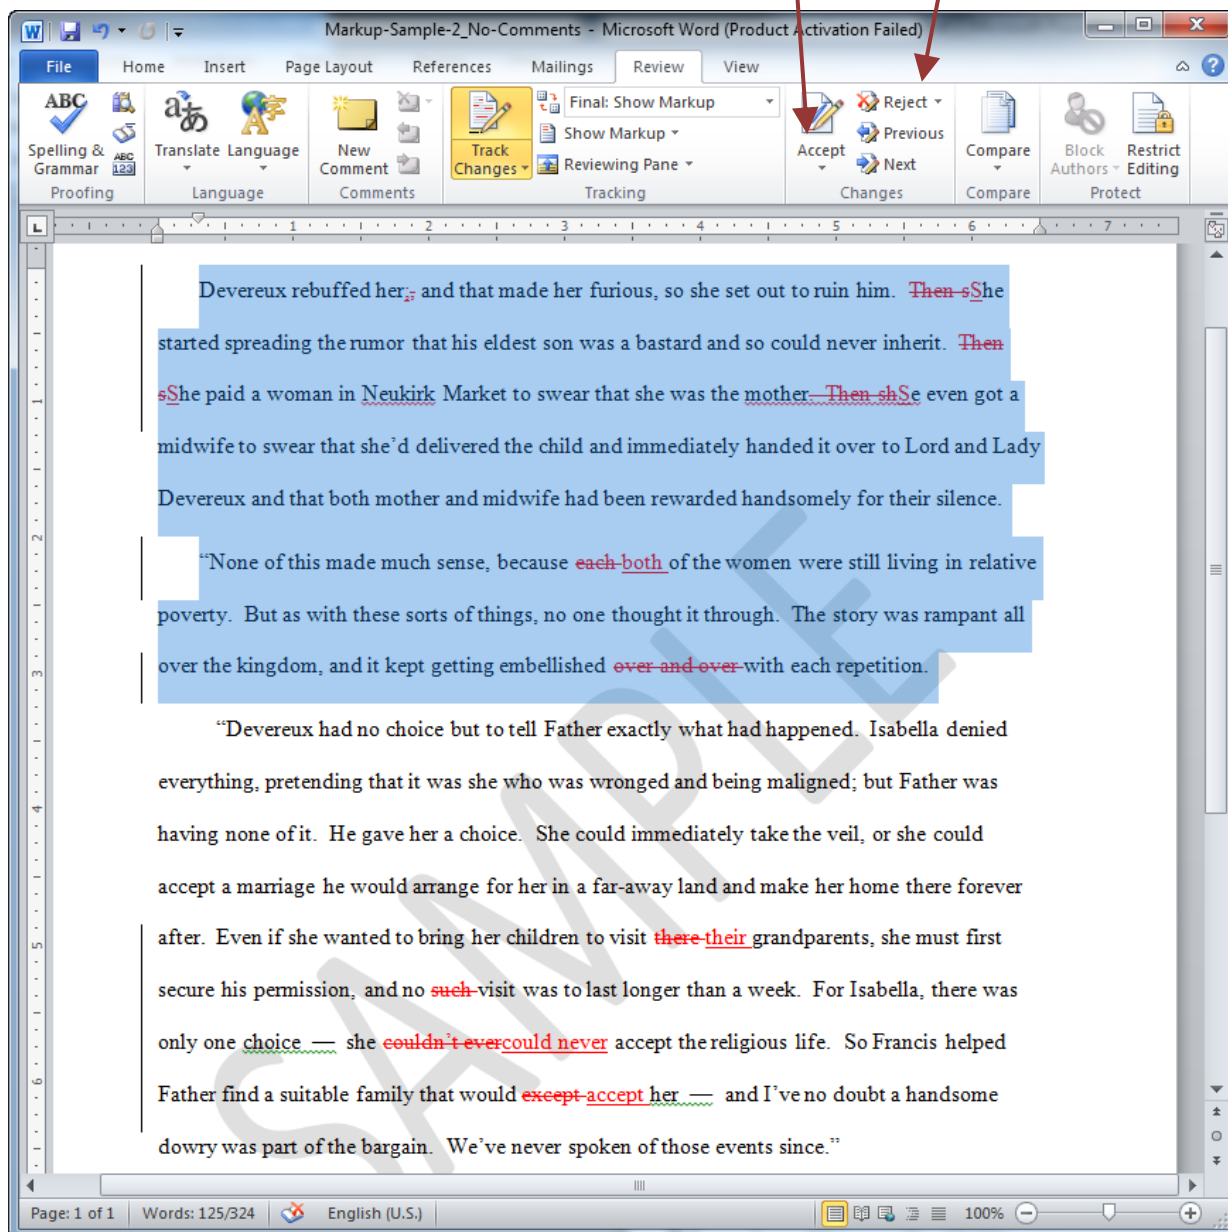 Markup-Sample-2_No-Comments - Microsoft Word (Product Activation Failed)
File Home Insert Page Layout References Mailings Review View
ABC Spelling & Grammar ABC 123 Translate Language New Comment Track Changes Final: Show Markup Show Markup Reviewing Pane Accept Reject Previous Next Compare Block Authors Restrict Editing
Proofing Language Comments Tracking Changes Compare Protect
L 1 2 3 4 5 6 7
Devereux rebuffed her;, and that made her furious, so she set out to ruin him. Then sShe
started spreading the rumor that his eldest son was a bastard and so could never inherit. Then
sShe paid a woman in Neukirk Market to swear that she was the mother. Then shSe even got a
midwife to swear that she’d delivered the child and immediately handed it over to Lord and Lady
Devereux and that both mother and midwife had been rewarded handsomely for their silence.
“None of this made much sense, because each both of the women were still living in relative
poverty. But as with these sorts of things, no one thought it through. The story was rampant all
over the kingdom, and it kept getting embellished over and over with each repetition.
“Devereux had no choice but to tell Father exactly what had happened. Isabella denied
everything, pretending that it was she who was wronged and being maligned; but Father was
having none of it. He gave her a choice. She could immediately take the veil, or she could
accept a marriage he would arrange for her in a far-away land and make her home there forever
after. Even if she wanted to bring her children to visit there their grandparents, she must first
secure his permission, and no such visit was to last longer than a week. For Isabella, there was
only one choice — she couldn’t evercould never accept the religious life. So Francis helped
Father find a suitable family that would except accept her — and I’ve no doubt a handsome
dowry was part of the bargain. We’ve never spoken of those events since.”
SAMPLE
Page: 1 of 1 Words: 125/324 English (U.S.) 100%